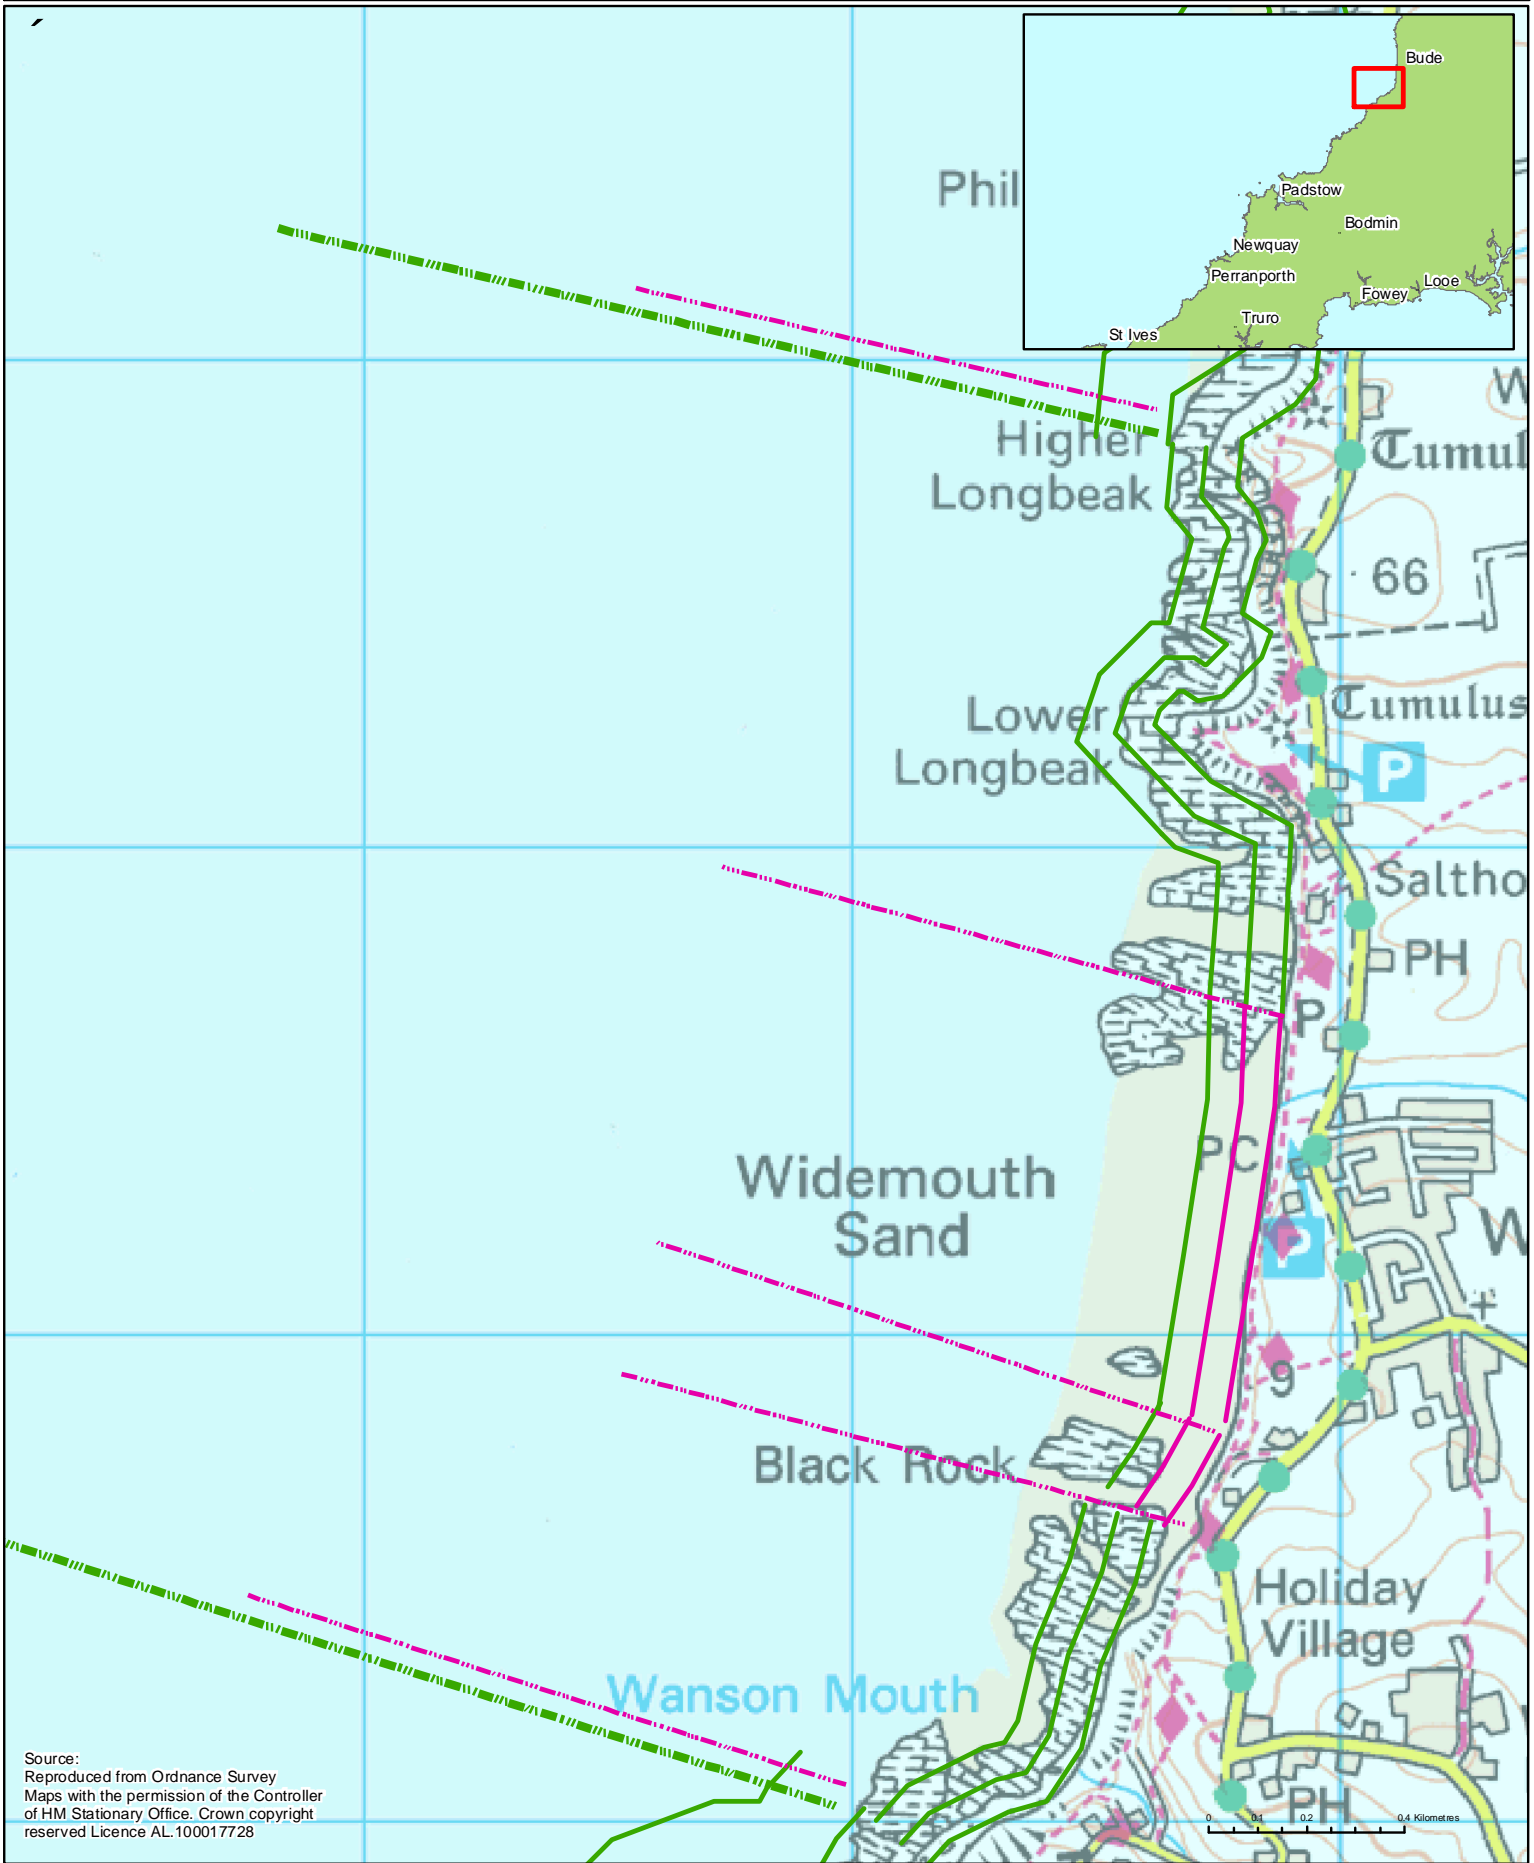 Bude
Padstow
Bodmin
Newquay
Perranporth
Looe
Fowey
Truro
St Ives
Phil
W
Higher
Longbeak
Tumul
66
Lower
Longbeak
Tumulus
P
Saltho
PH
P
PC
Widemouth
Sand
P
W
9
Black Rock
Holiday
Village
Wanson Mouth
PH
Source:
Reproduced from Ordnance Survey
Maps with the permission of the Controller
of HM Stationary Office. Crown copyright
reserved Licence AL.100017728
0 0.1 0.2 0.4 Kilometres